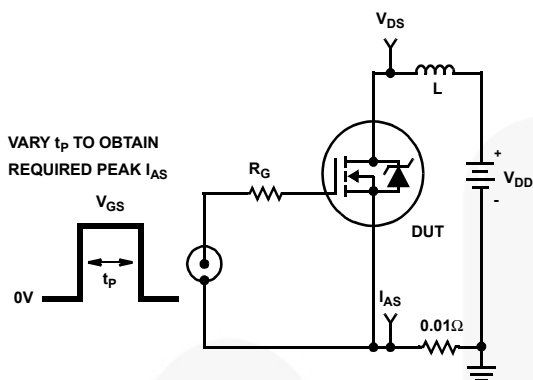 V_DS
L
VARY t_P TO OBTAIN
REQUIRED PEAK I_AS
R_G
+
V_DD
-
V_GS
DUT
t_P
0V
I_AS
0.01Ω